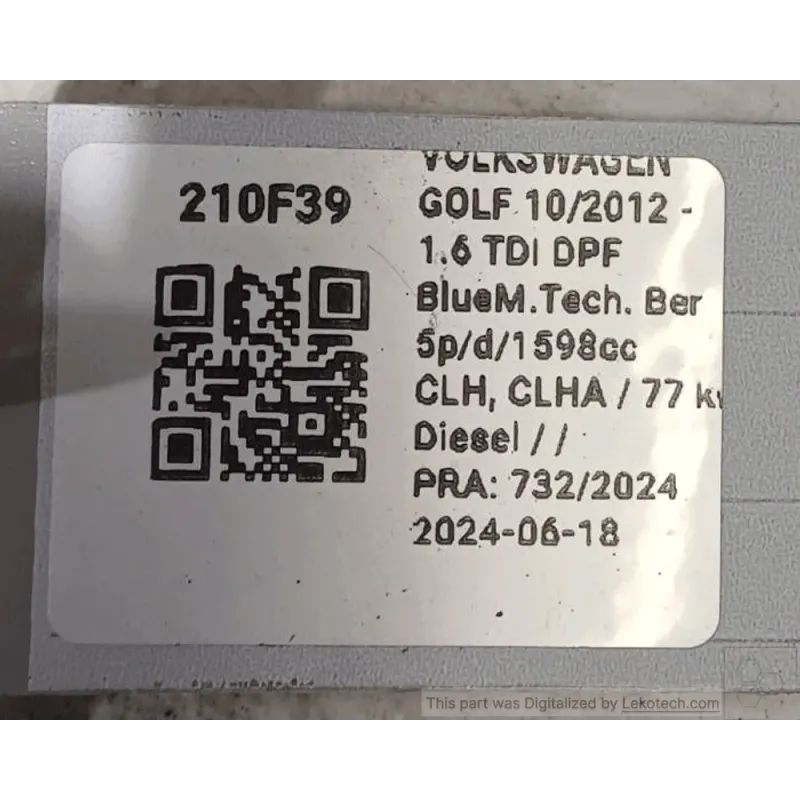 210F39
VOLKSWAGEN
GOLF 10/2012 -
1.6 TDI DPF
BlueM.Tech. Ber
5p/d/1598cc
CLH, CLHA / 77 k
Diesel / /
PRA: 732/2024
2024-06-18
This part was Digitalized by Lekotech.com